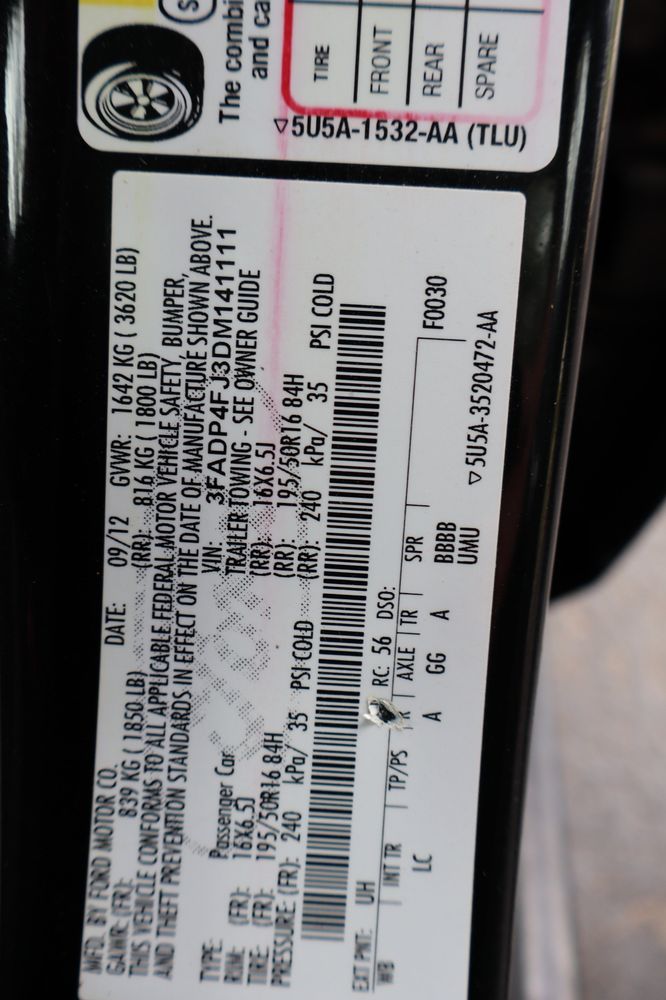 The combi
and ca
TIRE
FRONT
REAR
SPARE
▽5U5A-1532-AA (TLU)
MFD. BY FORD MOTOR CO. DATE: 09/12 GVWR: 1642 KG ( 3620 LB)
GAWR: (FR): 839 KG ( 1850 LB) (RR): 816 KG ( 1800 LB)
THIS VEHICLE CONFORMS TO ALL APPLICABLE FEDERAL MOTOR VEHICLE SAFETY, BUMPER,
AND THEFT PREVENTION STANDARDS IN EFFECT ON THE DATE OF MANUFACTURE SHOWN ABOVE.
VIN: 3FADP4FJ3DM141111
TYPE: Passenger Car TRAILER TOWING - SEE OWNER GUIDE
RIM: (FR): 16X6.5J (RR): 16X6.5J
TIRE: (FR): 195/50R16 84H (RR): 195/50R16 84H
PRESSURE: (FR): 240 kPa/ 35 PSI COLD (RR): 240 kPa/ 35 PSI COLD
EXT PNT: UH RC: 56 DSO: F0030
WB INT TR TP/PS R AXLE TR SPR
LC A GG A BBBB
UMU
▽5U5A-3520472-AA